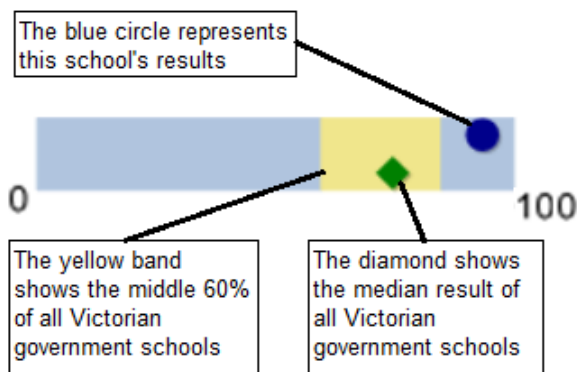 The blue circle represents
this school's results
0
100
The yellow band
shows the middle 60%
of all Victorian
government schools
The diamond shows
the median result of
all Victorian
government schools